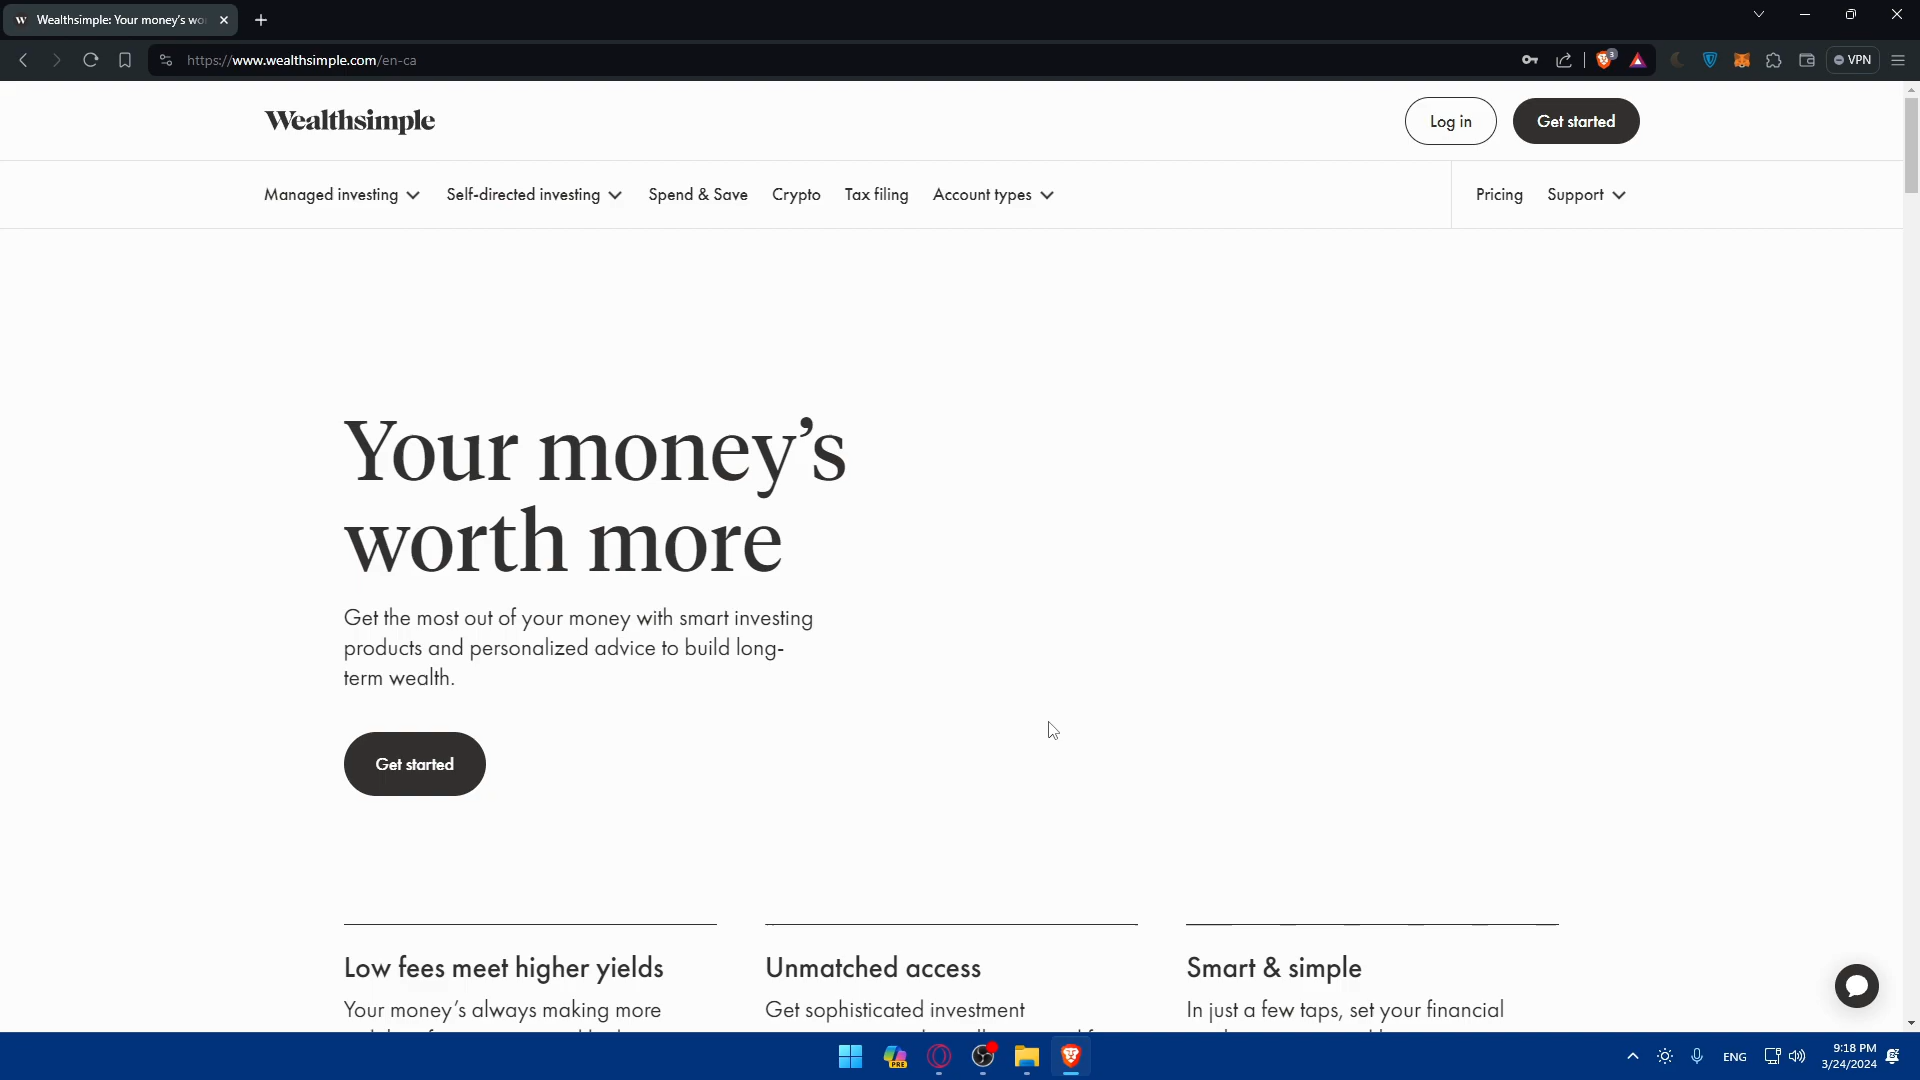 W Wealthsimple: Your money's wo
https://www.wealthsimple.com/en-ca
3
VPN
Wealthsimple
Log in
Get started
Managed investing
Self-directed investing
Spend & Save
Crypto
Tax filing
Account types
Pricing
Support
Your money's
worth more
Get the most out of your money with smart investing
products and personalized advice to build long-
term wealth.
Get started
Low fees meet higher yields
Your money's always making more
Unmatched access
Get sophisticated investment
Smart & simple
In just a few taps, set your financial
PRE
ENG
9:18 PM
3/24/2024